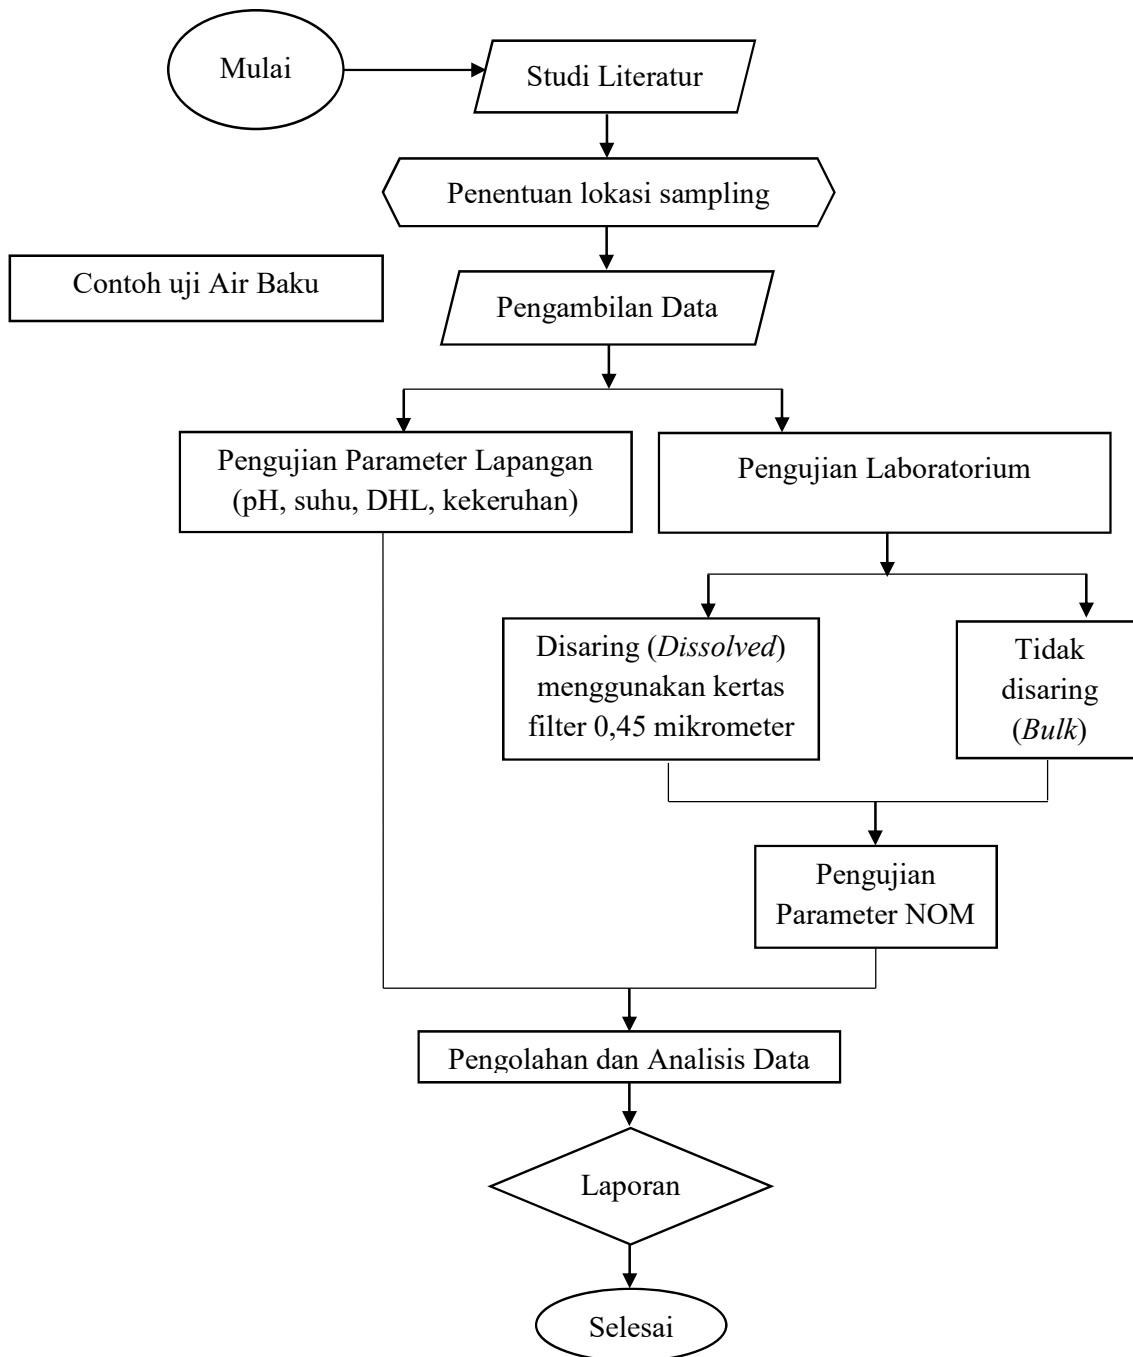 Mulai
Studi Literatur
Penentuan lokasi sampling
Contoh uji Air Baku
Pengambilan Data
Pengujian Parameter Lapangan
(pH, suhu, DHL, kekeruhan)
Pengujian Laboratorium
Disaring (Dissolved)
menggunakan kertas
filter 0,45 mikrometer
Tidak
disaring
(Bulk)
Pengujian
Parameter NOM
Pengolahan dan Analisis Data
Laporan
Selesai